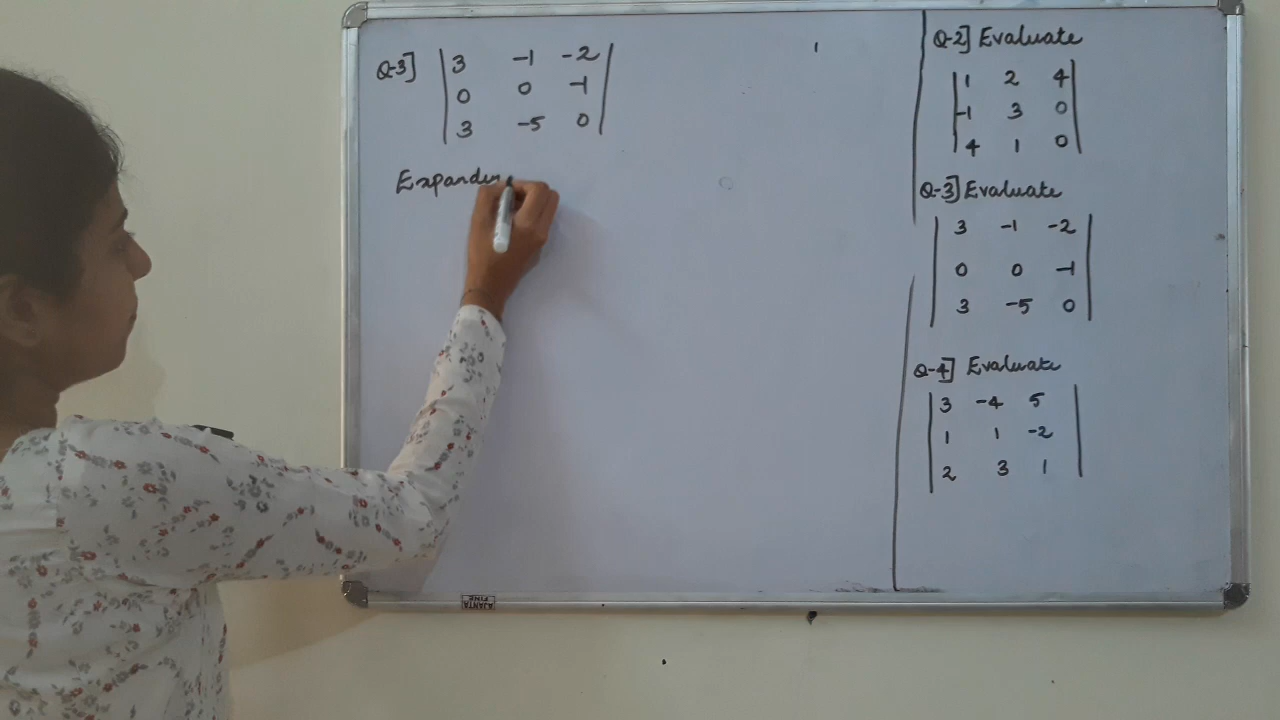 Q-3] 3 -1 -2
0 0 -1
3 -5 0
Expandin
Q-2] Evaluate
1 2 4
-1 3 0
4 1 0
Q-3] Evaluate
3 -1 -2
0 0 -1
3 -5 0
Q-4] Evaluate
3 -4 5
1 1 -2
2 3 1
AJANTA
FINE